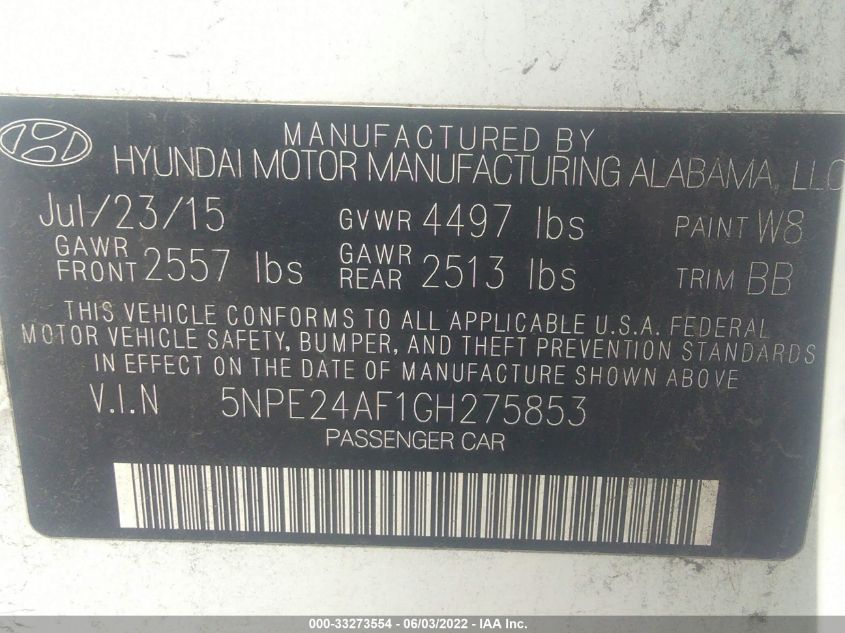 MANUFACTURED BY
HYUNDAI MOTOR MANUFACTURING ALABAMA, LLC
Jul/23/15 GVWR 4497 lbs PAINT W8
GAWR FRONT 2557 lbs GAWR REAR 2513 lbs TRIM BB
THIS VEHICLE CONFORMS TO ALL APPLICABLE U.S.A. FEDERAL
MOTOR VEHICLE SAFETY, BUMPER, AND THEFT PREVENTION STANDARDS
IN EFFECT ON THE DATE OF MANUFACTURE SHOWN ABOVE
V.I.N 5NPE24AF1GH275853
PASSENGER CAR
000-33273554 - 06/03/2022 - IAA Inc.